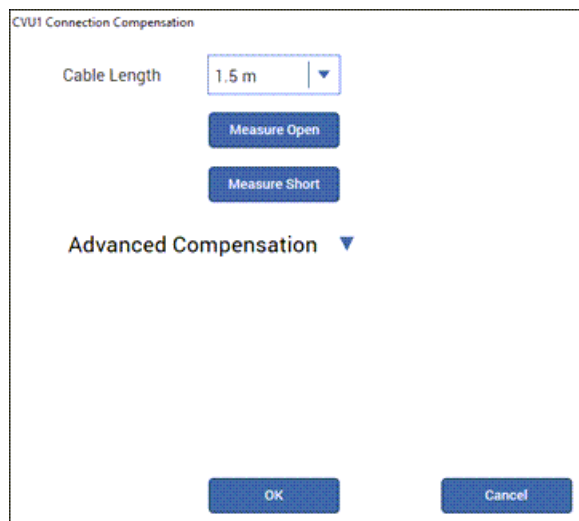 CVU1 Connection Compensation
Cable Length 1.5 m
Measure Open
Measure Short
Advanced Compensation
OK Cancel